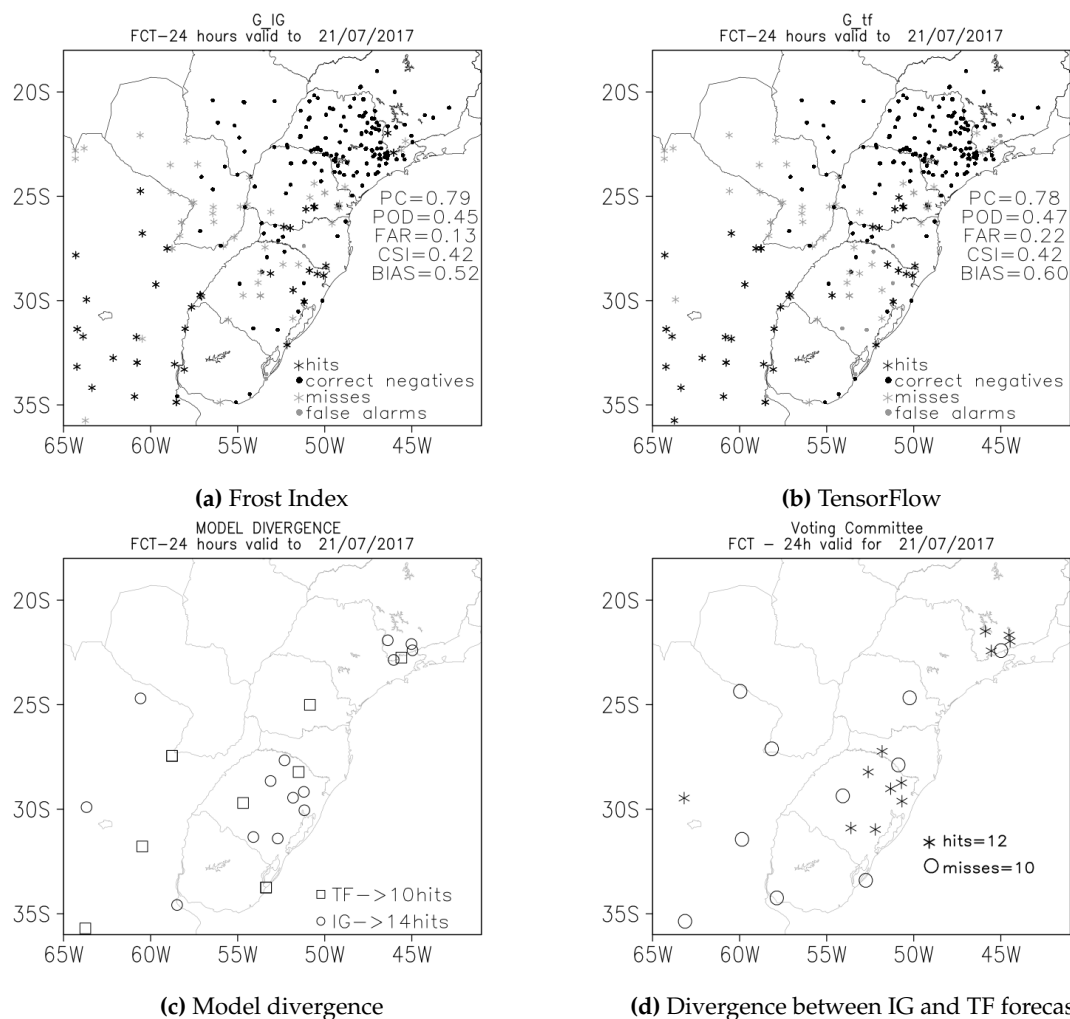 G_IG
FCT-24 hours valid to 21/07/2017
20S
25S
30S
35S
65W 60W 55W 50W 45W
PC=0.79
POD=0.45
FAR=0.13
CSI=0.42
BIAS=0.52
hits
correct negatives
misses
false alarms
(a) Frost Index
G_tf
FCT-24 hours valid to 21/07/2017
20S
25S
30S
35S
65W 60W 55W 50W 45W
PC=0.78
POD=0.47
FAR=0.22
CSI=0.42
BIAS=0.60
hits
correct negatives
misses
false alarms
(b) TensorFlow
MODEL DIVERGENCE
FCT-24 hours valid to 21/07/2017
20S
25S
30S
35S
65W 60W 55W 50W 45W
TF->10hits
IG->14hits
(c) Model divergence
Voting Committee
FCT - 24h valid for 21/07/2017
20S
25S
30S
35S
65W 60W 55W 50W 45W
hits=12
misses=10
(d) Divergence between IG and TF forecas